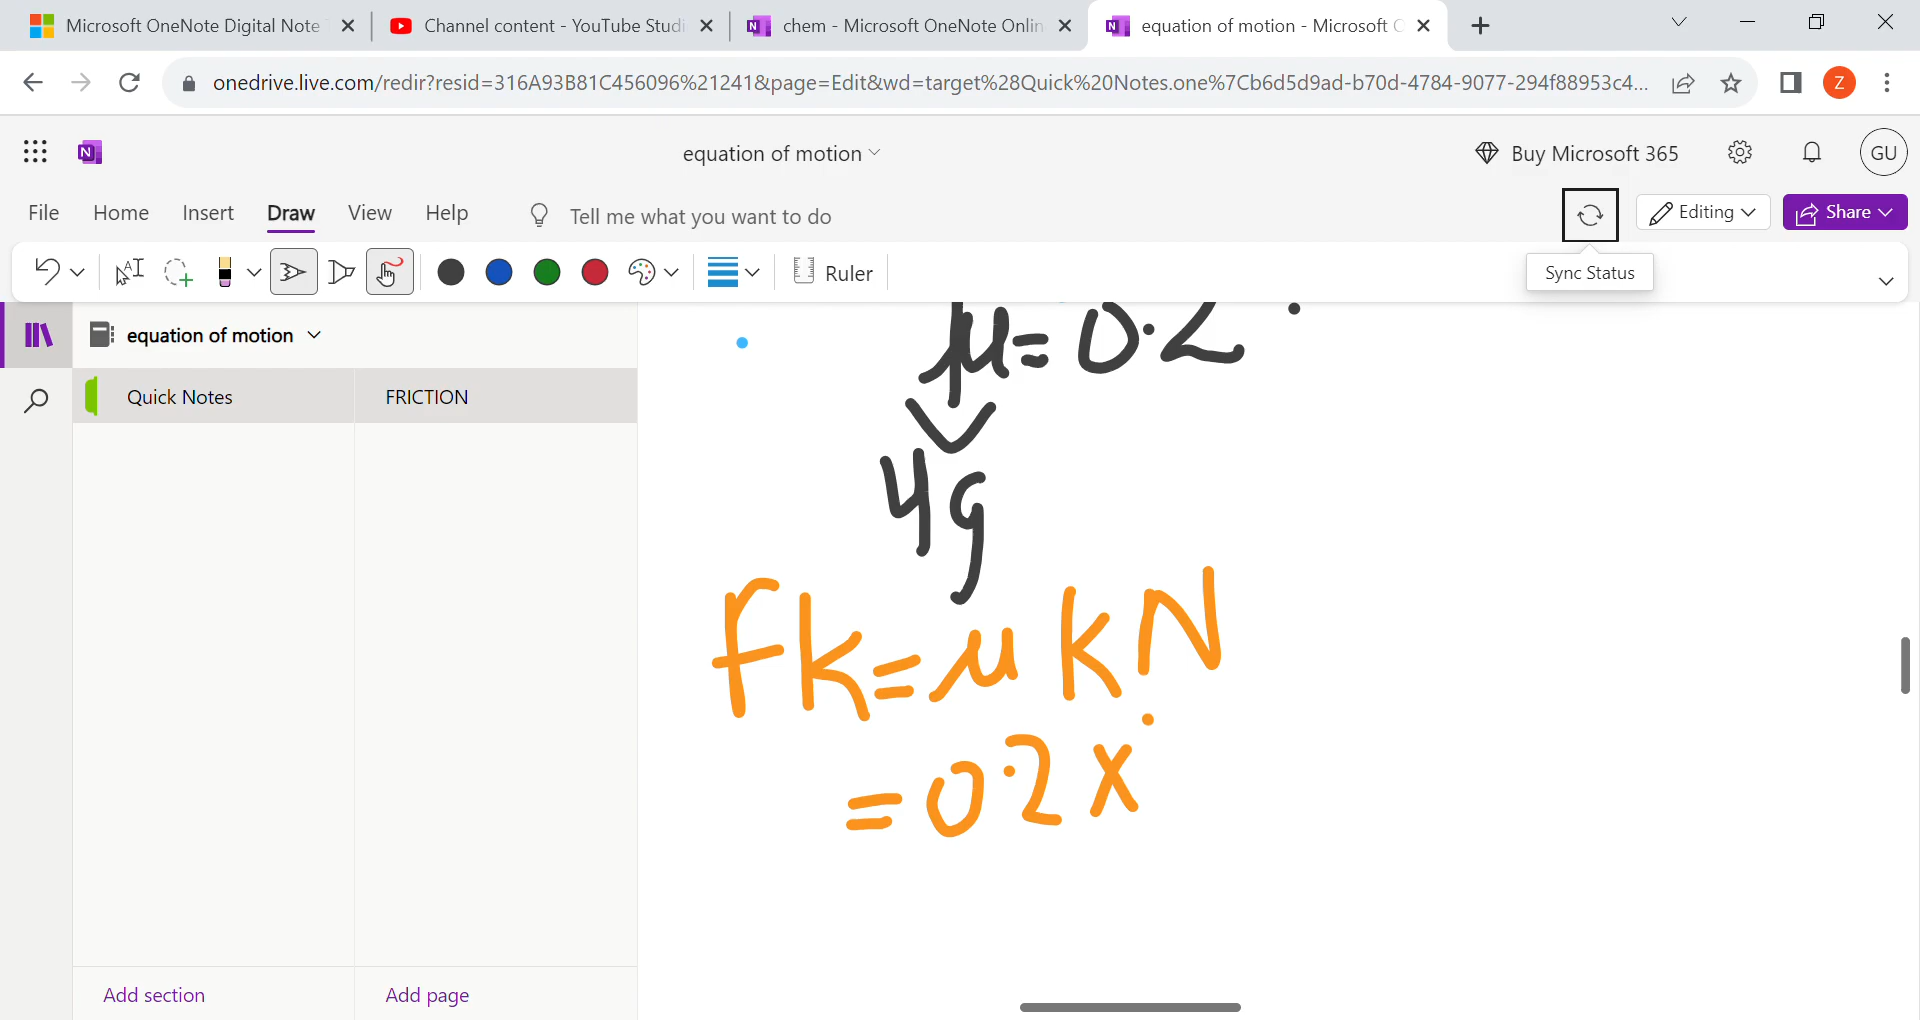 Microsoft OneNote Digital Note T
Channel content - YouTube Studi
chem - Microsoft OneNote Onlin
equation of motion - Microsoft O
onedrive.live.com/redir?resid=316A93B81C456096%21241&page=Edit&wd=target%28Quick%20Notes.one%7Cb6d5d9ad-b70d-4784-9077-294f88953c4...
Z
N
equation of motion
Buy Microsoft 365
GU
File Home Insert Draw View Help
Tell me what you want to do
Editing
Share
Ruler
Sync Status
equation of motion
Quick Notes
FRICTION
Add section
Add page
μ= 0.2
4g
Fk=μkN
=0.2x